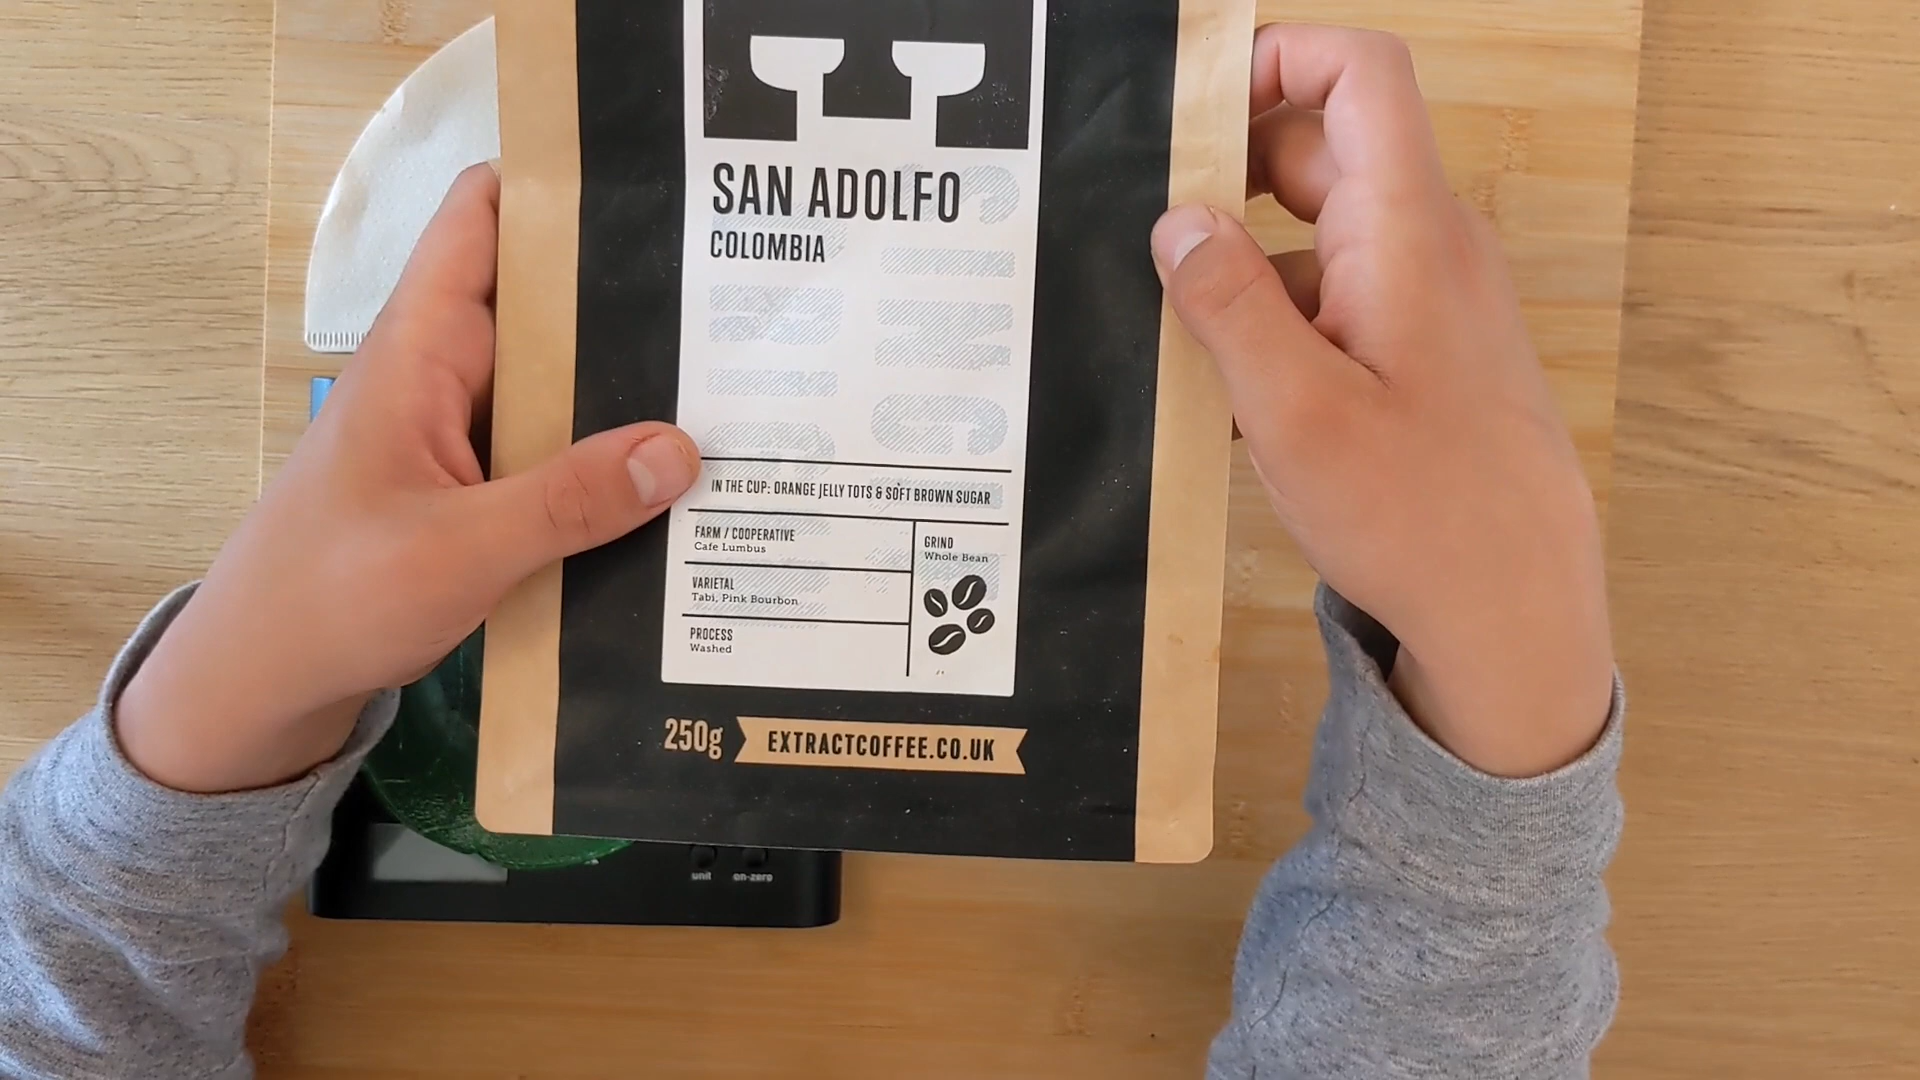 SAN ADOLFO
COLOMBIA
IN THE CUP: ORANGE JELLY TOTS & SOFT BROWN SUGAR
FARM / COOPERATIVE
Cafe Lumbus
VARIETAL
Tabi, Pink Bourbon
PROCESS
Washed
GRIND
Whole Bean
250g
EXTRACTCOFFEE.CO.UK
unit
on-zero